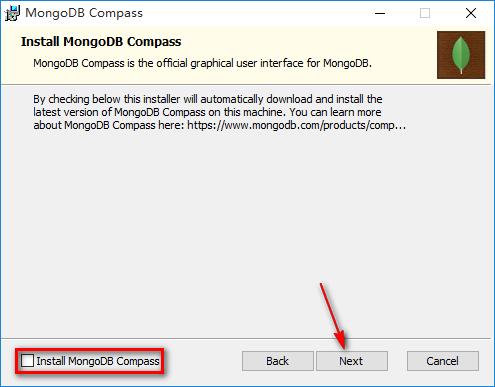 MongoDB Compass
Install MongoDB Compass
MongoDB Compass is the official graphical user interface for MongoDB.
By checking below this installer will automatically download and install the
latest version of MongoDB Compass on this machine. You can learn more
about MongoDB Compass here: https://www.mongodb.com/products/comp...
Install MongoDB Compass
Back
Next
Cancel